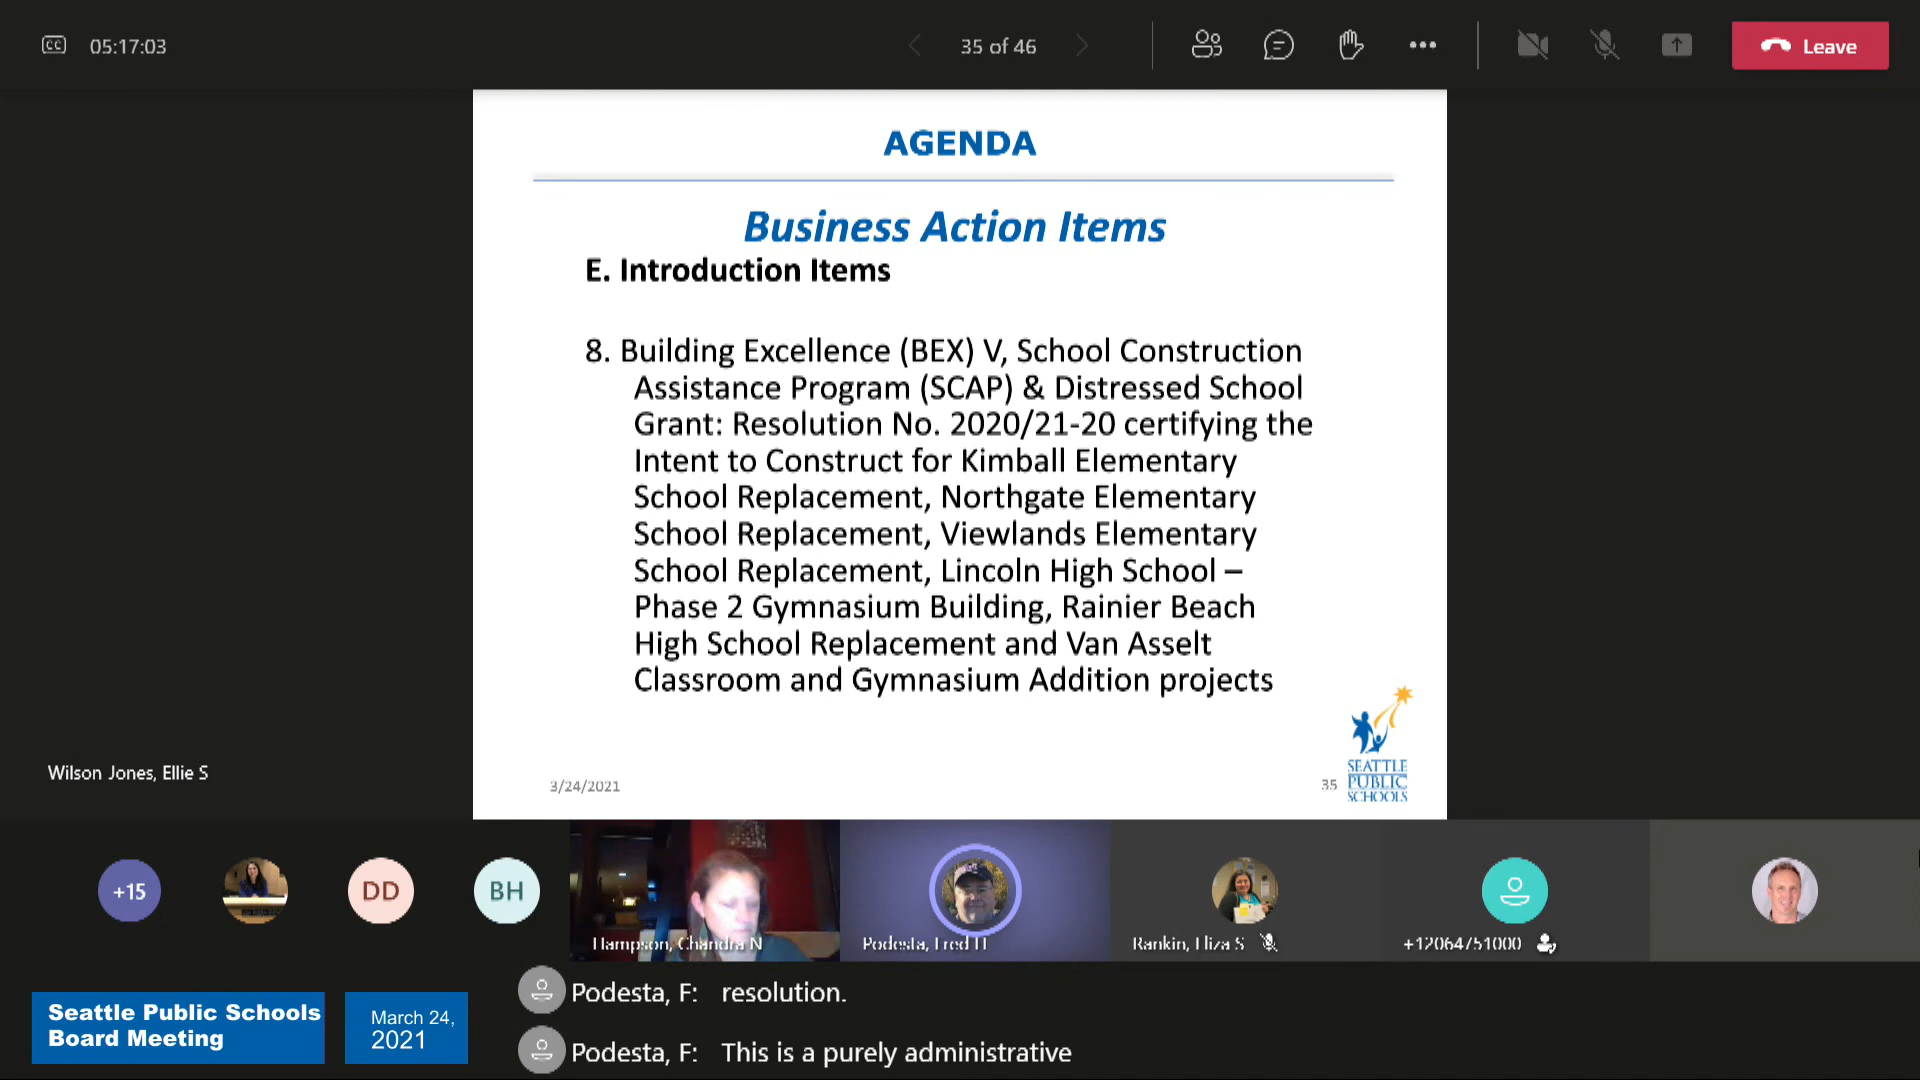 CC 05:17:03
35 of 46
Leave
AGENDA
Business Action Items
E. Introduction Items
8. Building Excellence (BEX) V, School Construction
Assistance Program (SCAP) & Distressed School
Grant: Resolution No. 2020/21-20 certifying the
Intent to Construct for Kimball Elementary
School Replacement, Northgate Elementary
School Replacement, Viewlands Elementary
School Replacement, Lincoln High School –
Phase 2 Gymnasium Building, Rainier Beach
High School Replacement and Van Asselt
Classroom and Gymnasium Addition projects
3/24/2021
35
SEATTLE
PUBLIC
SCHOOLS
Wilson Jones, Ellie S
+15
DD
BH
Hampson, Chandra N
Podesta, Fred H
Rankin, Liza S
+12064751000
Podesta, F: resolution.
Podesta, F: This is a purely administrative
Seattle Public Schools
Board Meeting
March 24,
2021